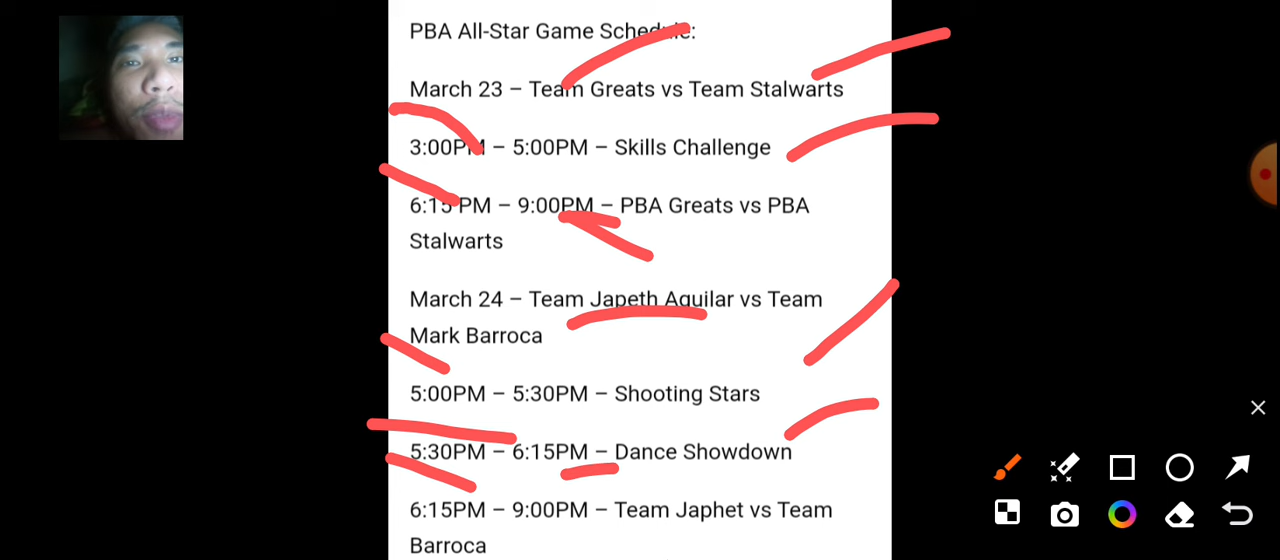 PBA All-Star Game Schedule:
March 23 – Team Greats vs Team Stalwarts
3:00PM – 5:00PM – Skills Challenge
6:15 PM – 9:00PM – PBA Greats vs PBA
Stalwarts
March 24 – Team Japeth Aguilar vs Team
Mark Barroca
5:00PM – 5:30PM – Shooting Stars
5:30PM – 6:15PM – Dance Showdown
6:15PM – 9:00PM – Team Japhet vs Team
Barroca